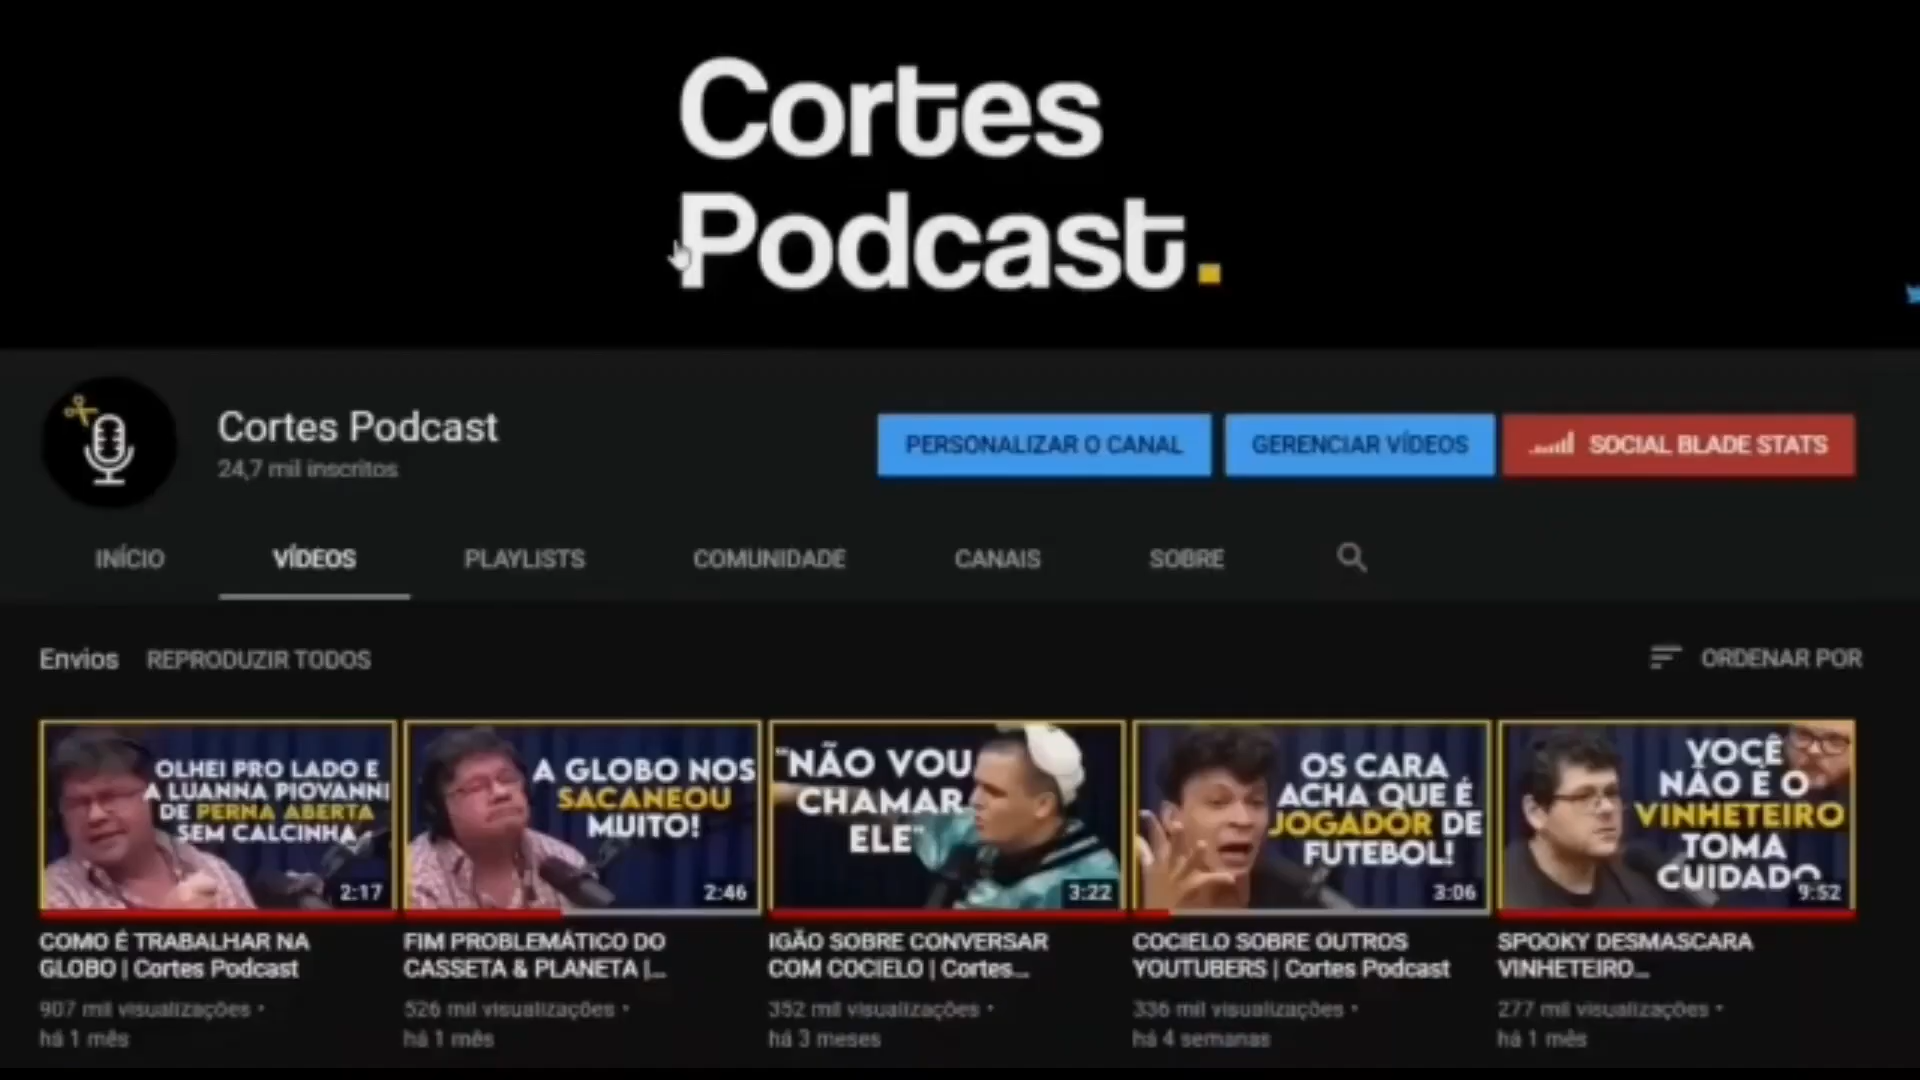 Cortes
Podcast.
Cortes Podcast
24,7 mil inscritos
PERSONALIZAR O CANAL
GERENCIAR VÍDEOS
SOCIAL BLADE STATS
INÍCIO
VÍDEOS
PLAYLISTS
COMUNIDADE
CANAIS
SOBRE
Envios
REPRODUZIR TODOS
ORDENAR POR
OLHEI PRO LADO E
A LUANNA PIOVANNI
DE PERNA ABERTA
SEM CALCINHA
2:17
COMO É TRABALHAR NA
GLOBO | Cortes Podcast
907 mil visualizações •
há 1 mês
A GLOBO NOS
SACANEOU
MUITO!
2:46
FIM PROBLEMÁTICO DO
CASSETA & PLANETA |...
526 mil visualizações •
há 1 mês
"NÃO VOU
CHAMAR
ELE"
3:22
IGÃO SOBRE CONVERSAR
COM COCIELO | Cortes...
352 mil visualizações •
há 3 meses
OS CARA
ACHA QUE É
JOGADOR DE
FUTEBOL!
3:06
COCIELO SOBRE OUTROS
YOUTUBERS | Cortes Podcast
336 mil visualizações •
há 4 semanas
VOCÊ
NÃO É O
VINHETEIRO
TOMA
CUIDADO
9:52
SPOOKY DESMASCARA
VINHETEIRO...
277 mil visualizações •
há 1 mês